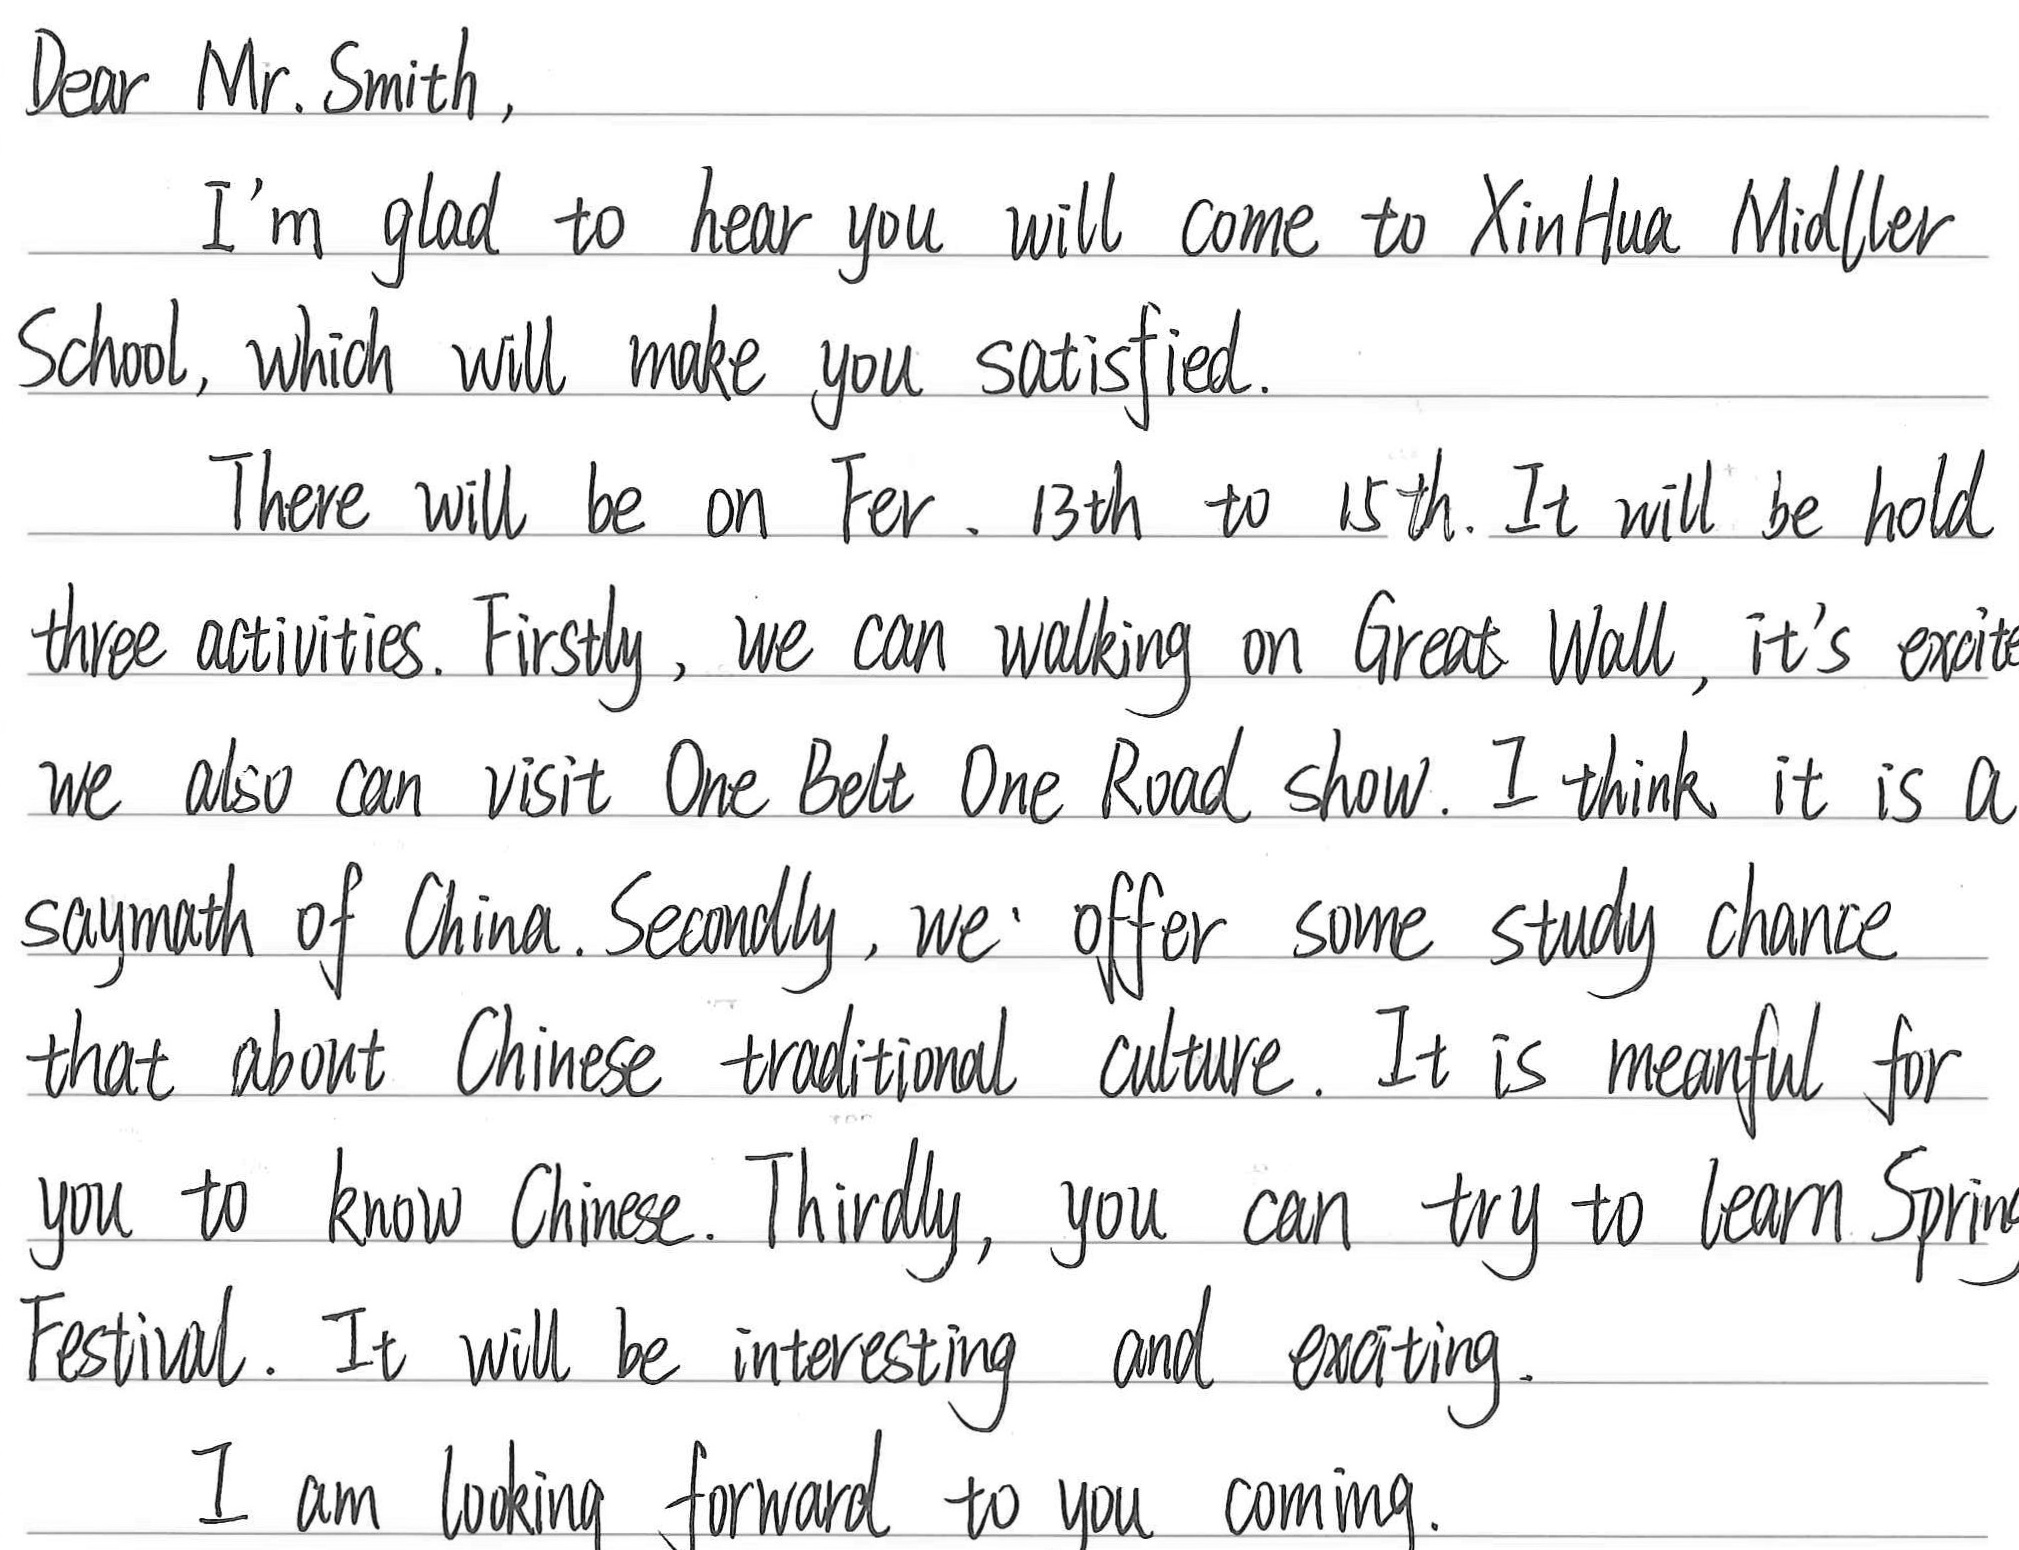 Dear Mr. Smith,
I'm glad to hear you will come to XinHua Midller
School, which will make you satisfied.
There will be on Fer. 13th to 15th. It will be hold
three activities. Firstly, we can walking on Great Wall, it's excite
we also can visit One Belt One Road show. I think it is a
saymath of China. Secondly, we offer some study chance
that about Chinese traditional culture. It is meanful for
you to know Chinese. Thirdly, you can try to learn Spring
Festival. It will be interesting and exciting.
I am looking forward to you coming.